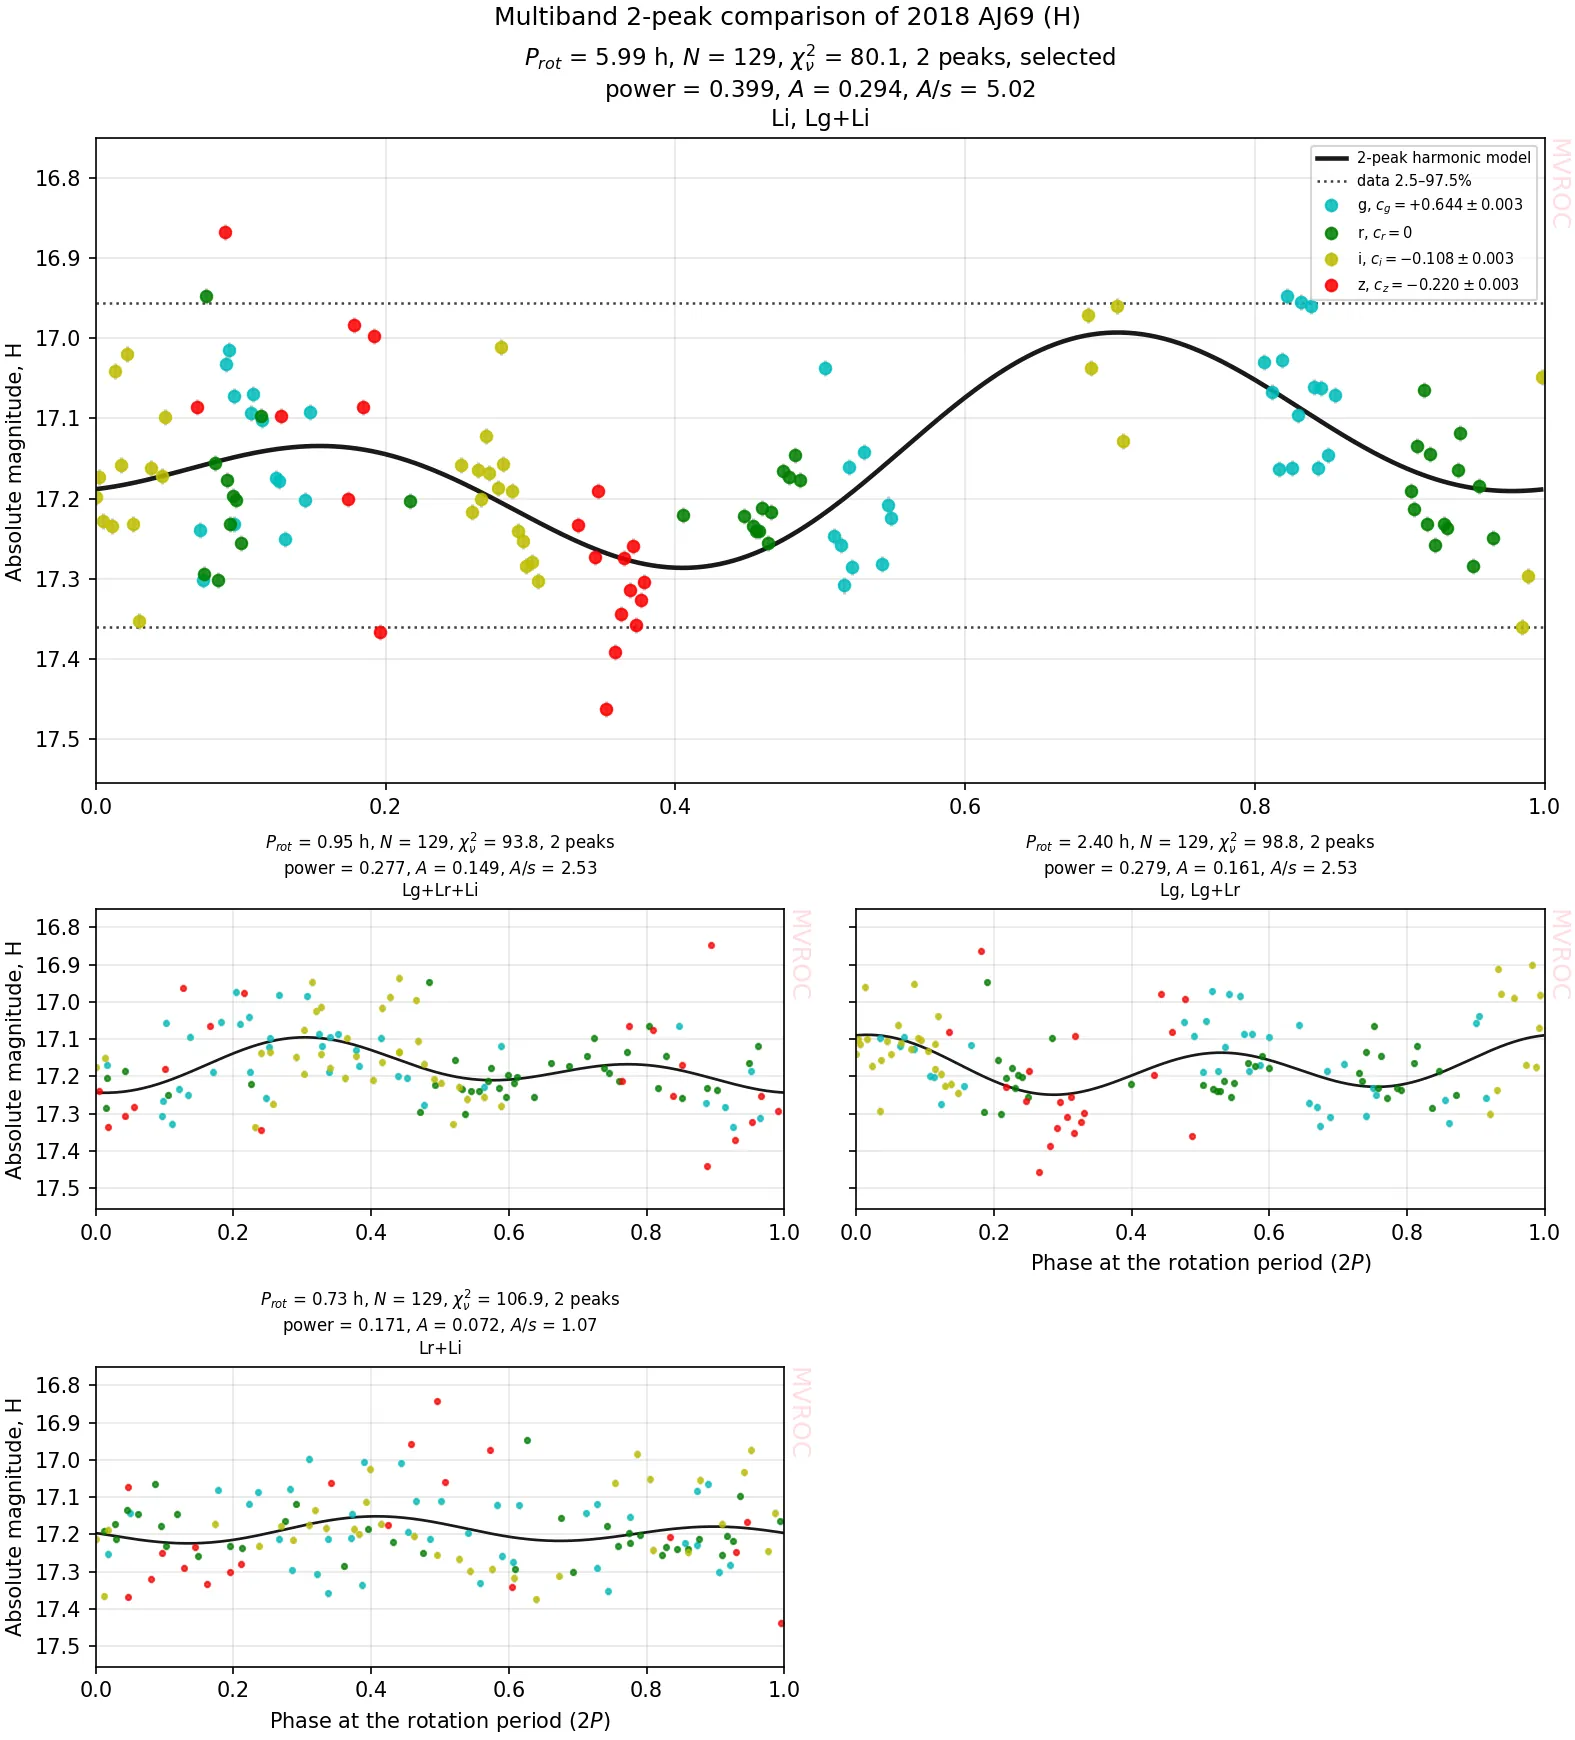 Multiband 2-peak comparison of 2018 AJ69 (H)
P_rot = 5.99 h, N = 129, χ²_ν = 80.1, 2 peaks, selected
power = 0.399, A = 0.294, A/s = 5.02
Li, Lg+Li
2-peak harmonic model
data 2.5–97.5%
g, c_g = +0.644 ± 0.003
r, c_r = 0
i, c_i = −0.108 ± 0.003
z, c_z = −0.220 ± 0.003
MVROC
Absolute magnitude, H
16.8
16.9
17.0
17.1
17.2
17.3
17.4
17.5
0.0 0.2 0.4 0.6 0.8 1.0
P_rot = 0.95 h, N = 129, χ²_ν = 93.8, 2 peaks
power = 0.277, A = 0.149, A/s = 2.53
Lg+Lr+Li
MVROC
Absolute magnitude, H
16.8
16.9
17.0
17.1
17.2
17.3
17.4
17.5
0.0 0.2 0.4 0.6 0.8 1.0
P_rot = 2.40 h, N = 129, χ²_ν = 98.8, 2 peaks
power = 0.279, A = 0.161, A/s = 2.53
Lg, Lg+Lr
MVROC
0.0 0.2 0.4 0.6 0.8 1.0
Phase at the rotation period (2P)
P_rot = 0.73 h, N = 129, χ²_ν = 106.9, 2 peaks
power = 0.171, A = 0.072, A/s = 1.07
Lr+Li
MVROC
Absolute magnitude, H
16.8
16.9
17.0
17.1
17.2
17.3
17.4
17.5
0.0 0.2 0.4 0.6 0.8 1.0
Phase at the rotation period (2P)